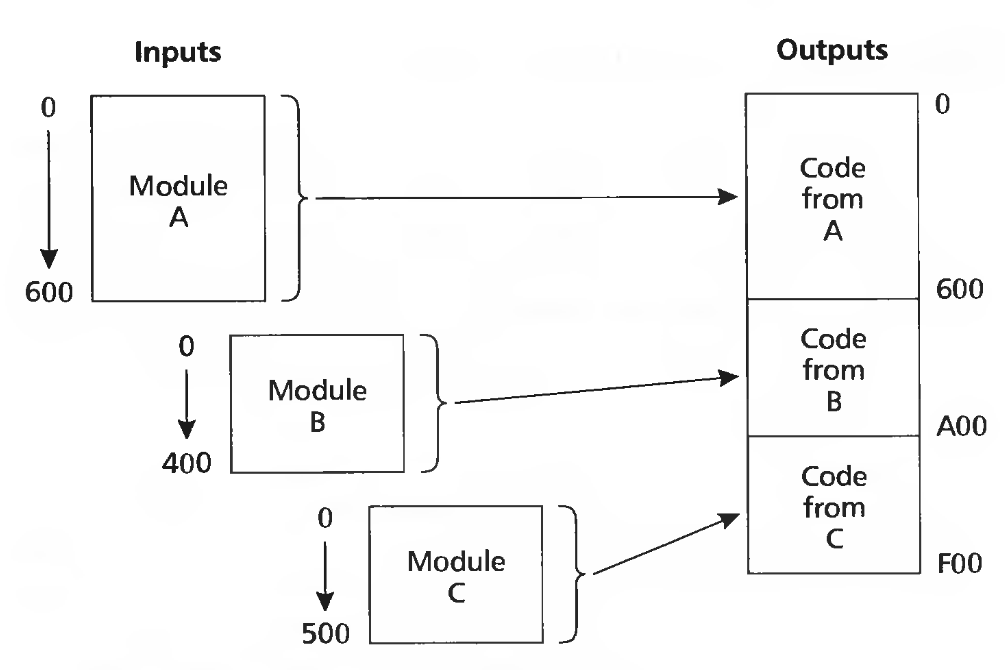 Inputs
Outputs
0
Module
A
600
0
Module
B
400
0
Module
C
500
0
Code
from
A
600
Code
from
B
A00
Code
from
C
F00